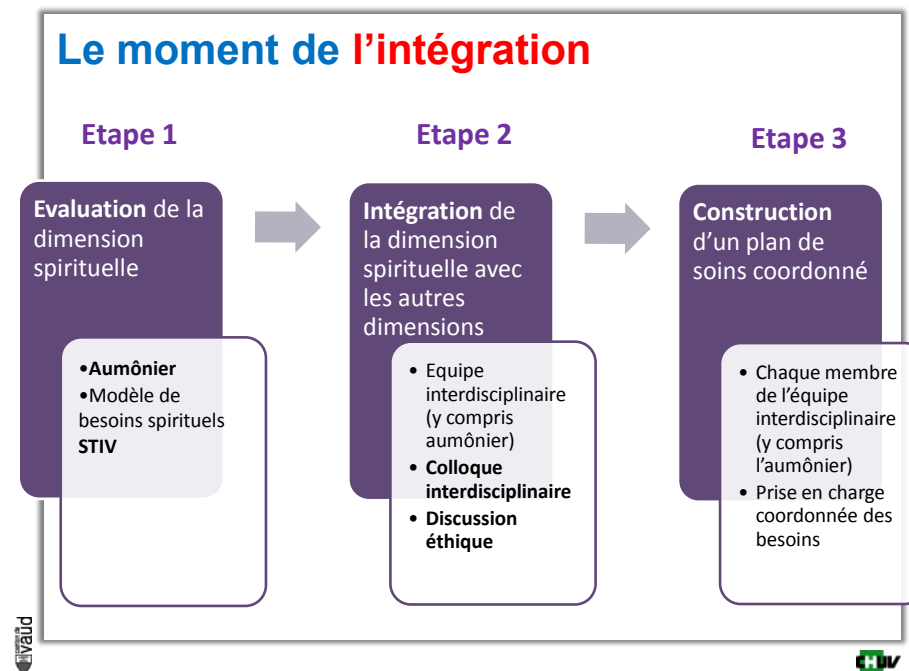 Le moment de l’intégration
Etape 1
Etape 2
Etape 3
Evaluation de la
dimension
spirituelle
•Aumônier
•Modèle de
besoins spirituels
STIV
Intégration de
la dimension
spirituelle avec
les autres
dimensions
• Equipe
interdisciplinaire
(y compris
aumônier)
• Colloque
interdisciplinaire
• Discussion
éthique
Construction
d’un plan de
soins coordonné
• Chaque membre
de l’équipe
interdisciplinaire
(y compris
l’aumônier)
• Prise en charge
coordonnée des
besoins
canton de
vaud
CHUV